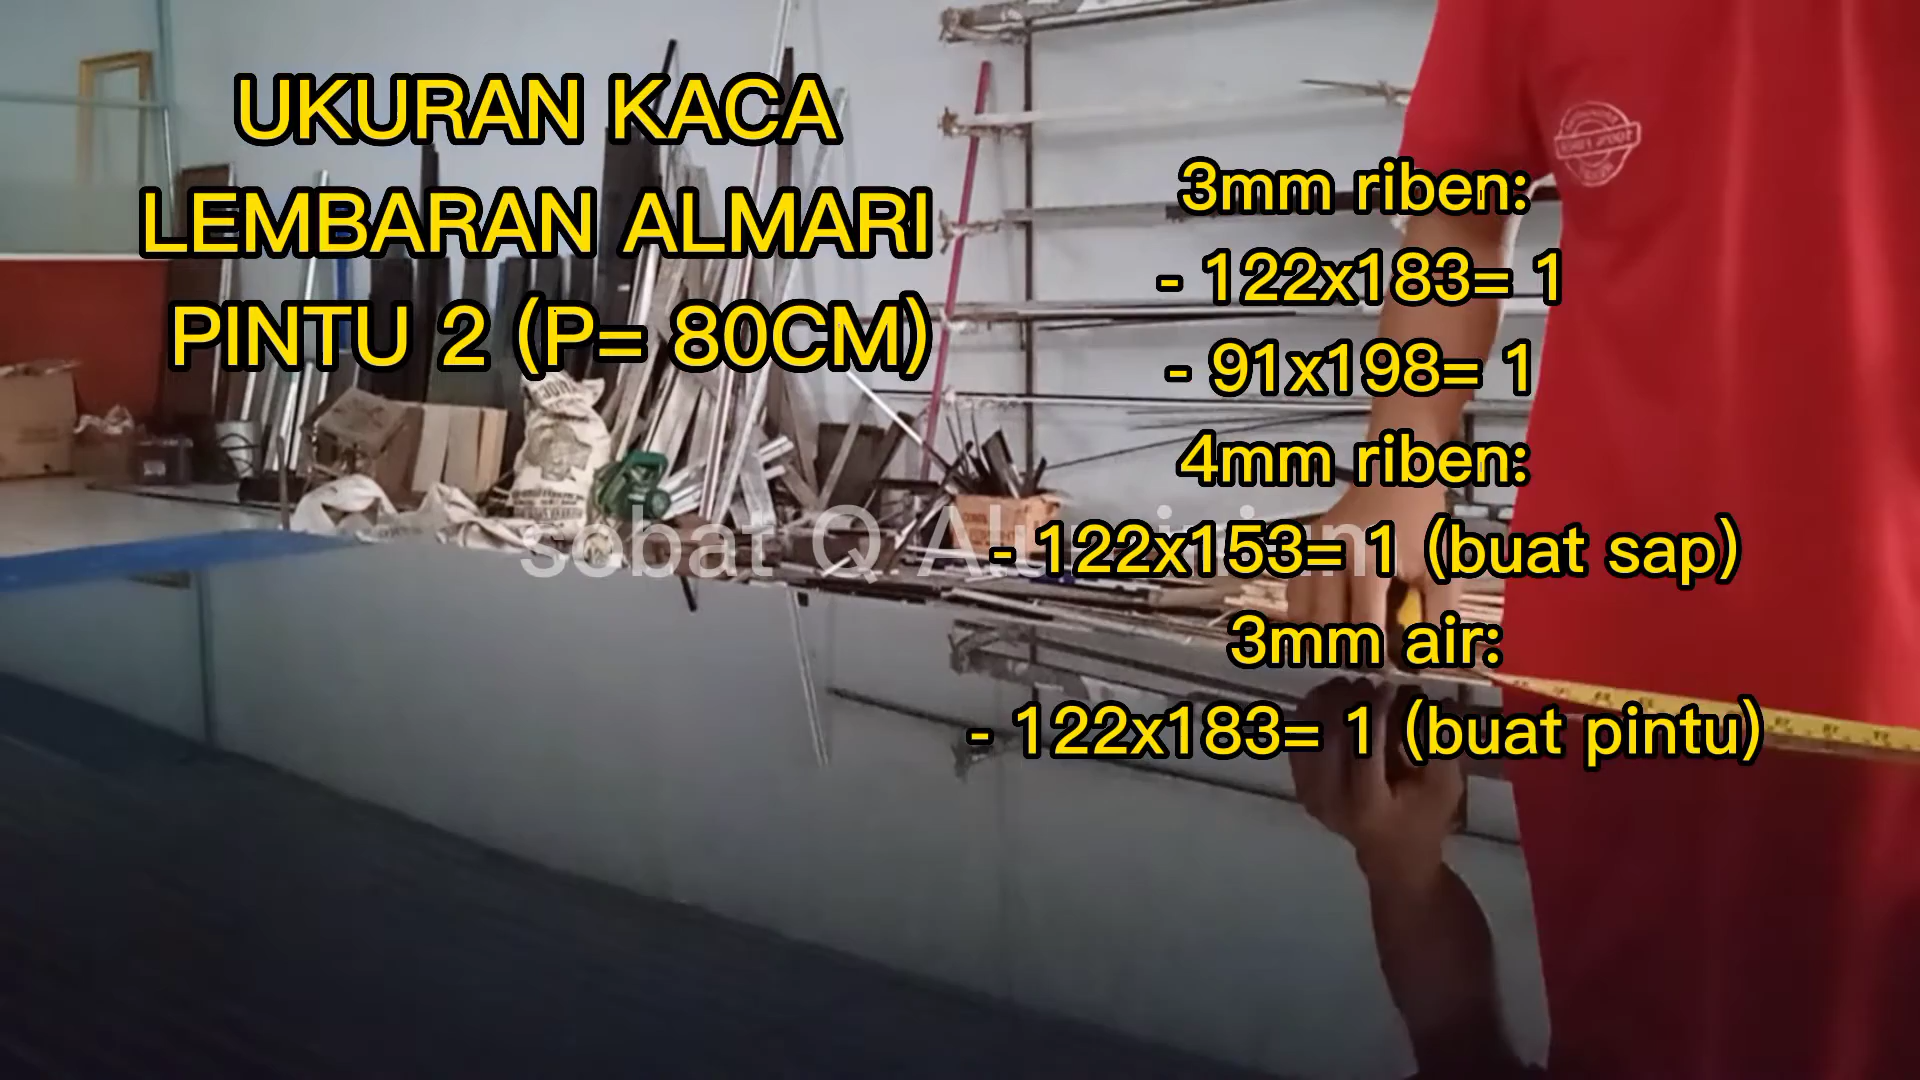 UKURAN KACA
LEMBARAN ALMARI
PINTU 2 (P= 80CM)
3mm riben:
- 122x183= 1
- 91x198= 1
4mm riben:
- 122x153= 1 (buat sap)
3mm air:
- 122x183= 1 (buat pintu)
sobat Q Aluminium